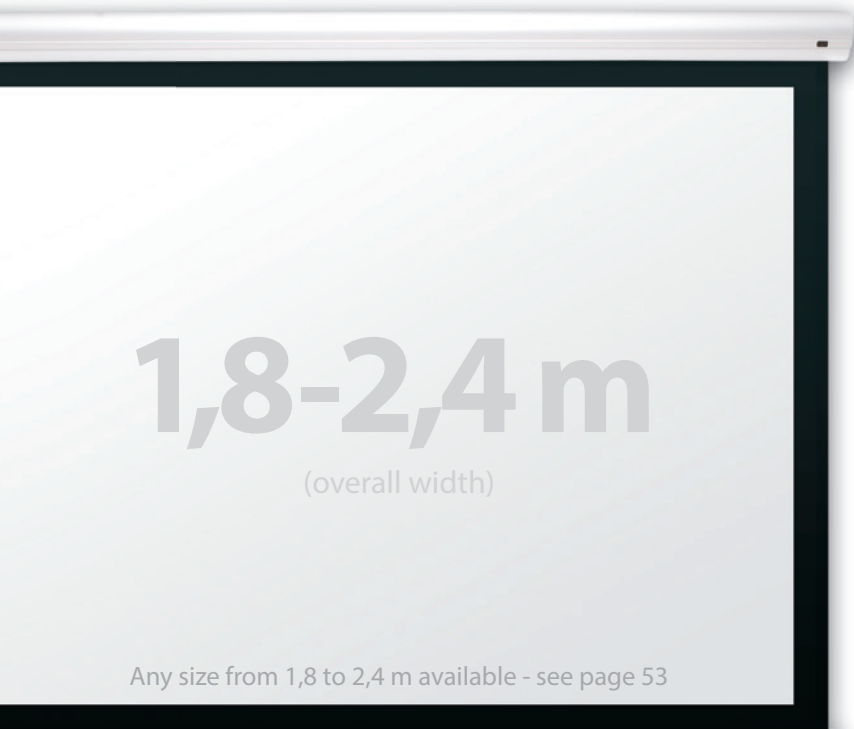 1,8-2,4 m
(overall width)
Any size from 1,8 to 2,4 m available - see page 53